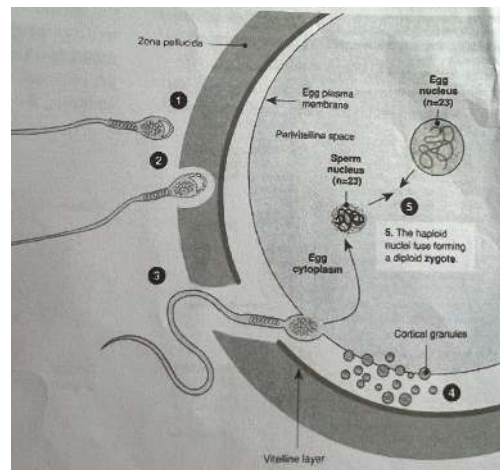 Zona pellucida
1
Egg plasma
membrane
Egg
nucleus
(n=23)
Perivitelline space
2
Sperm
nucleus
(n=23)
5
5. The haploid
nuclei fuse forming
a diploid zygote.
Egg
cytoplasm
3
Cortical granules
4
Vitelline layer